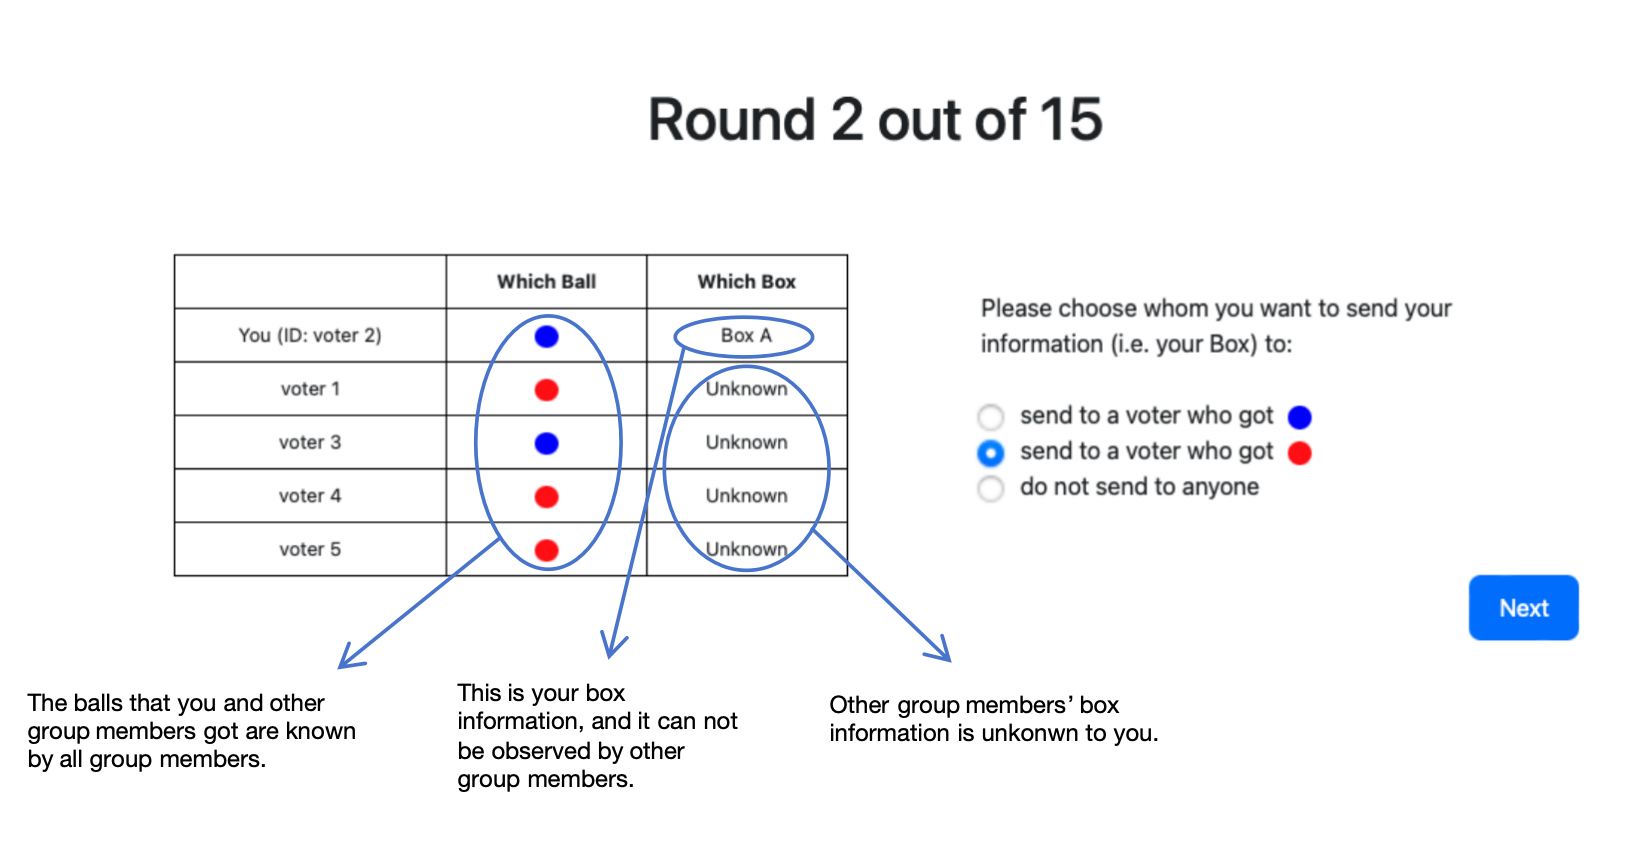 Round 2 out of 15
Which Ball Which Box
You (ID: voter 2) Box A
voter 1 Unknown
voter 3 Unknown
voter 4 Unknown
voter 5 Unknown
Please choose whom you want to send your
information (i.e. your Box) to:
send to a voter who got
send to a voter who got
do not send to anyone
Next
The balls that you and other
group members got are known
by all group members.
This is your box
information, and it can not
be observed by other
group members.
Other group members’ box
information is unkonwn to you.